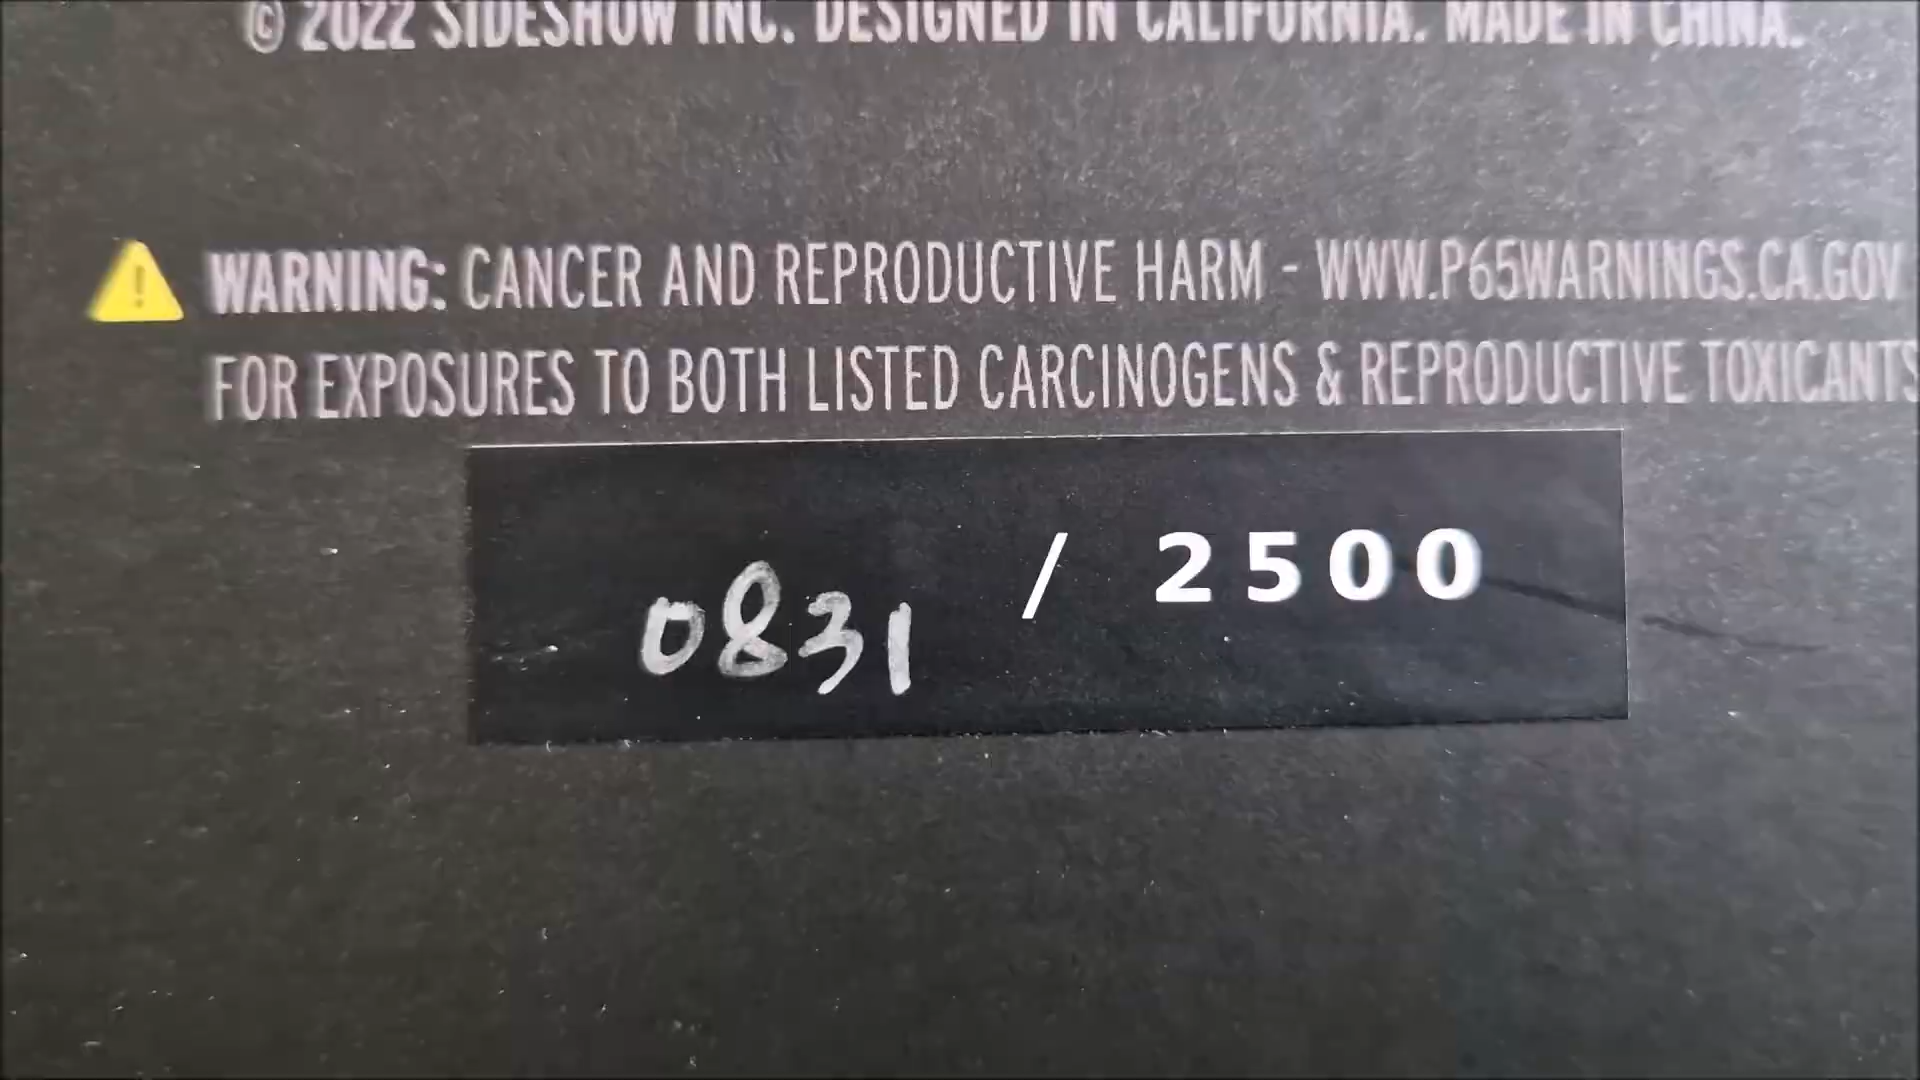 © 2022 SIDESHOW INC. DESIGNED IN CALIFORNIA. MADE IN CHINA.
WARNING: CANCER AND REPRODUCTIVE HARM - WWW.P65WARNINGS.CA.GOV
FOR EXPOSURES TO BOTH LISTED CARCINOGENS & REPRODUCTIVE TOXICANTS
0831 / 2500